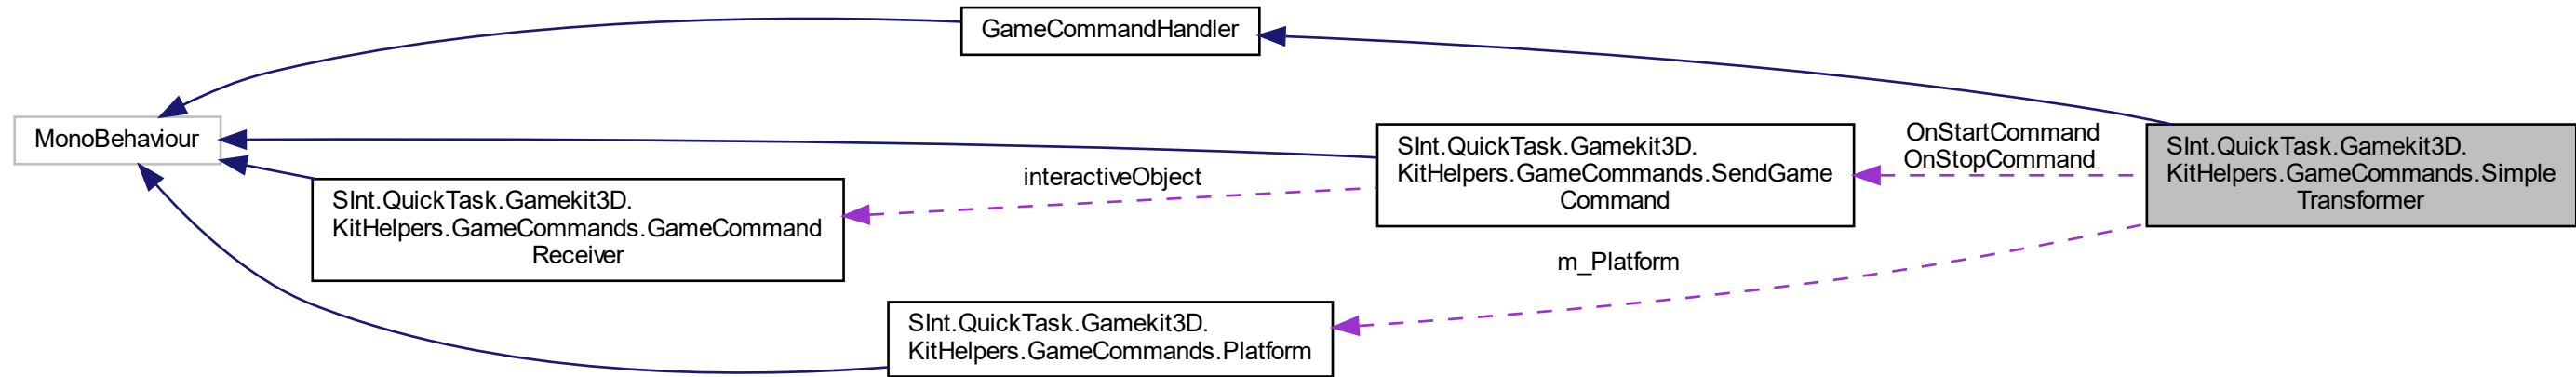 GameCommandHandler
MonoBehaviour
SInt.QuickTask.Gamekit3D.
KitHelpers.GameCommands.GameCommand
Receiver
interactiveObject
SInt.QuickTask.Gamekit3D.
KitHelpers.GameCommands.SendGame
Command
OnStartCommand
OnStopCommand
SInt.QuickTask.Gamekit3D.
KitHelpers.GameCommands.Simple
Transformer
m_Platform
SInt.QuickTask.Gamekit3D.
KitHelpers.GameCommands.Platform